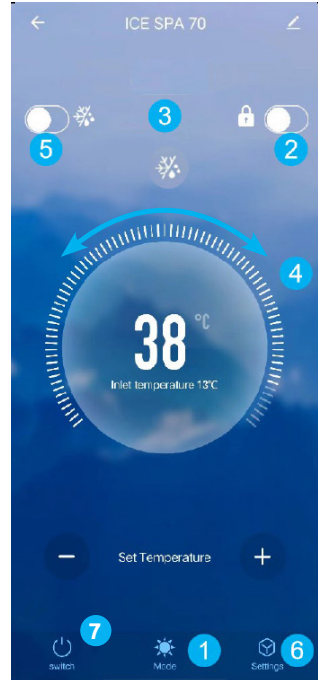 ICE SPA 70
3
5
2
4
38 °C
Inlet temperature 13°C
Set Temperature
7
1
6
switch
Mode
Settings